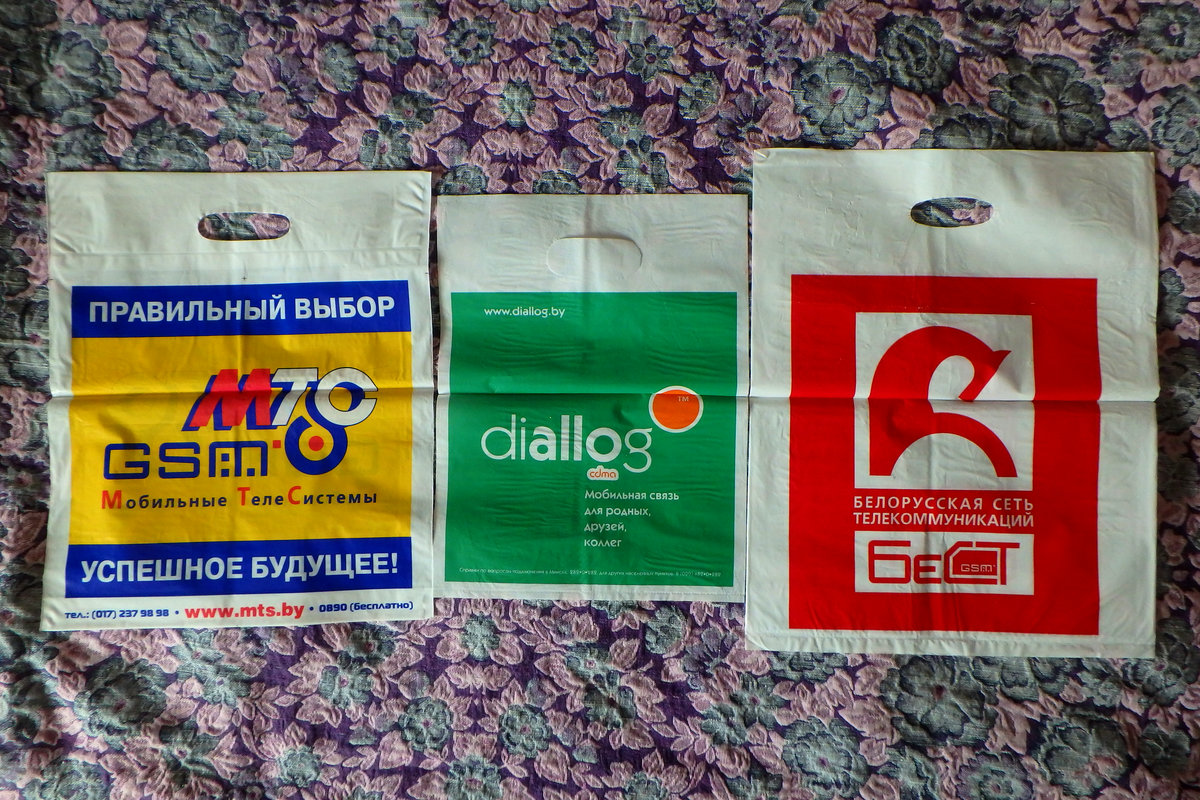 ПРАВИЛЬНЫЙ ВЫБОР
МТС
GSM
Мобильные ТелеСистемы
УСПЕШНОЕ БУДУЩЕЕ!
тел.: (017) 237 98 98 • www.mts.by • 0890 (бесплатно)
www.diallog.by
TM
diallog
cdma
Мобильная связь
для родных,
друзей,
коллег
БЕЛОРУССКАЯ СЕТЬ
ТЕЛЕКОММУНИКАЦИЙ
БеСТ
GSM